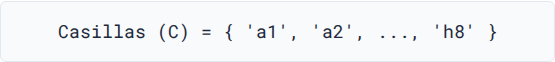 Casillas (C) = { 'a1', 'a2', ..., 'h8' }